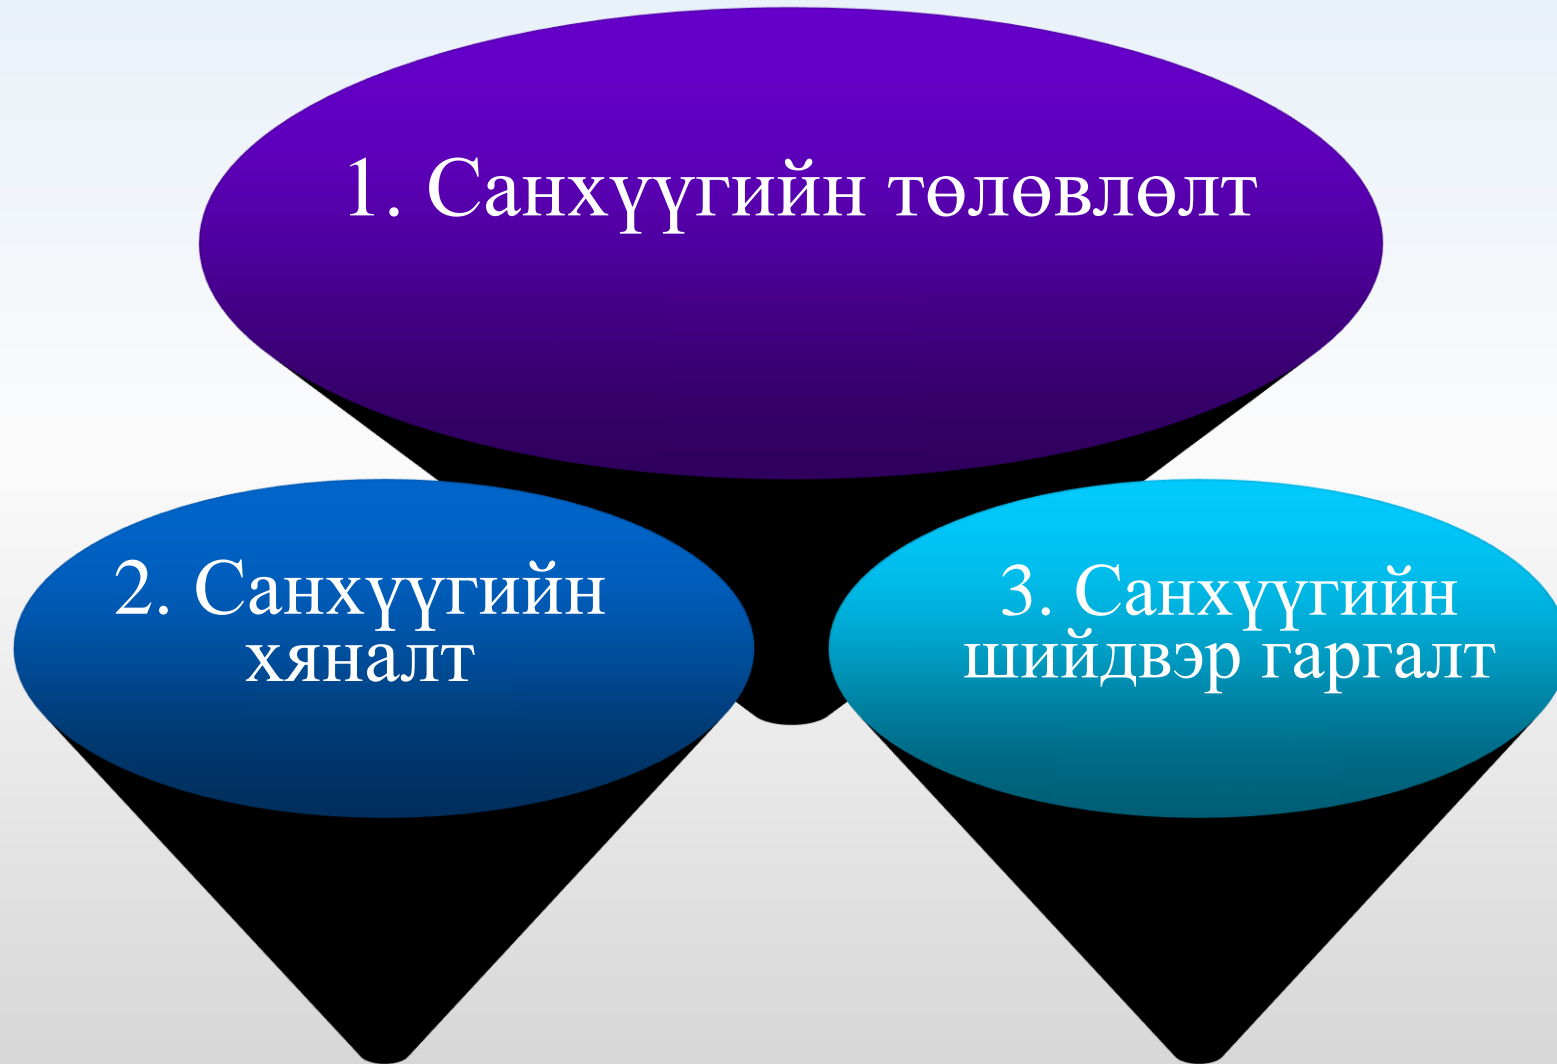 1. Санхүүгийн төлөвлөлт
2. Санхүүгийн
хяналт
3. Санхүүгийн
шийдвэр гаргалт